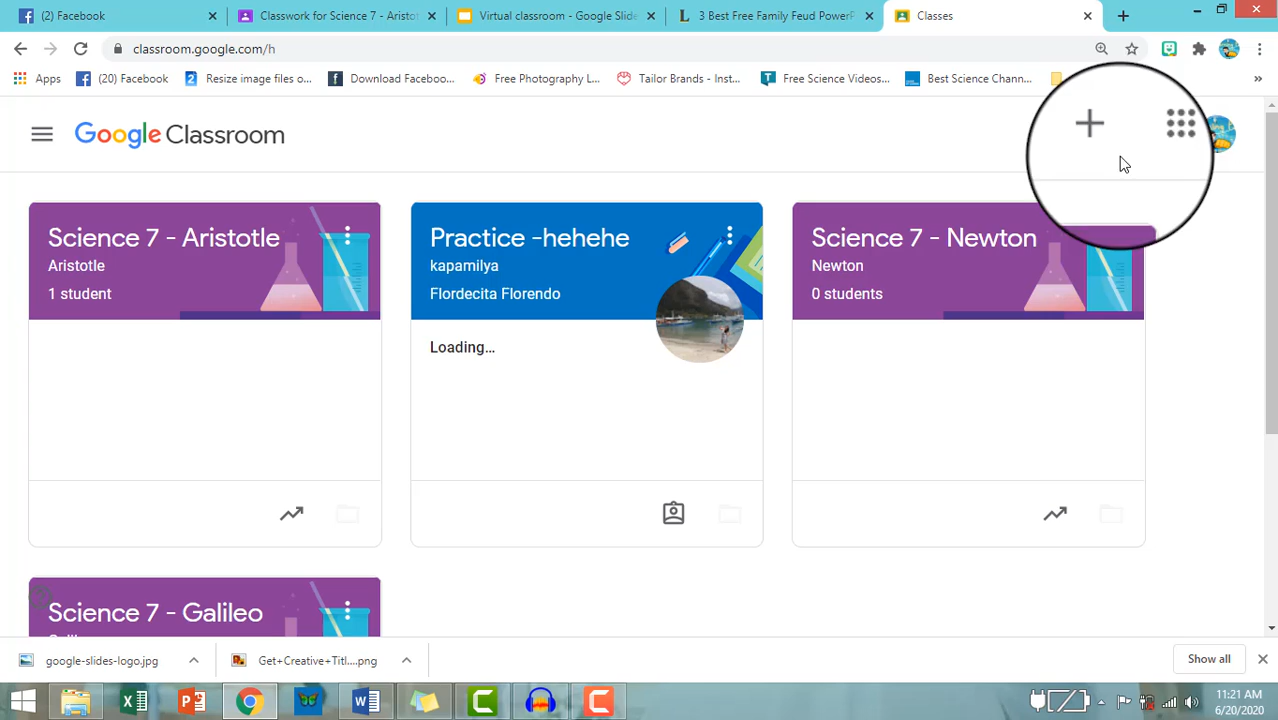 (2) Facebook
Classwork for Science 7 - Aristot
Virtual classroom - Google Slide
3 Best Free Family Feud PowerP
Classes
classroom.google.com/h
Apps
(20) Facebook
Resize image files o...
Download Faceboo...
Free Photography L...
Tailor Brands - Inst...
Free Science Videos...
Best Science Chann...
Google Classroom
Science 7 - Aristotle
Aristotle
1 student
Practice -hehehe
kapamilya
Flordecita Florendo
Loading...
Science 7 - Newton
Newton
0 students
Science 7 - Galileo
google-slides-logo.jpg
Get+Creative+Titl....png
Show all
11:21 AM
6/20/2020